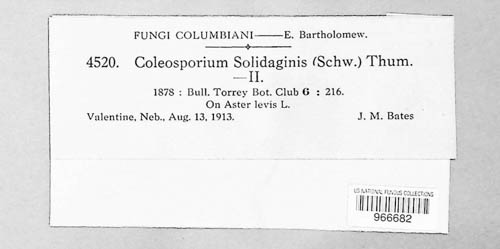 FUNGI COLUMBIANI——E. Bartholomew.
4520. Coleosporium Solidaginis (Schw.) Thum.
—II.
1878 : Bull. Torrey Bot. Club 6 : 216.
On Aster levis L.
Valentine, Neb., Aug. 13, 1913. J. M. Bates
US NATIONAL FUNGUS COLLECTIONS
966682